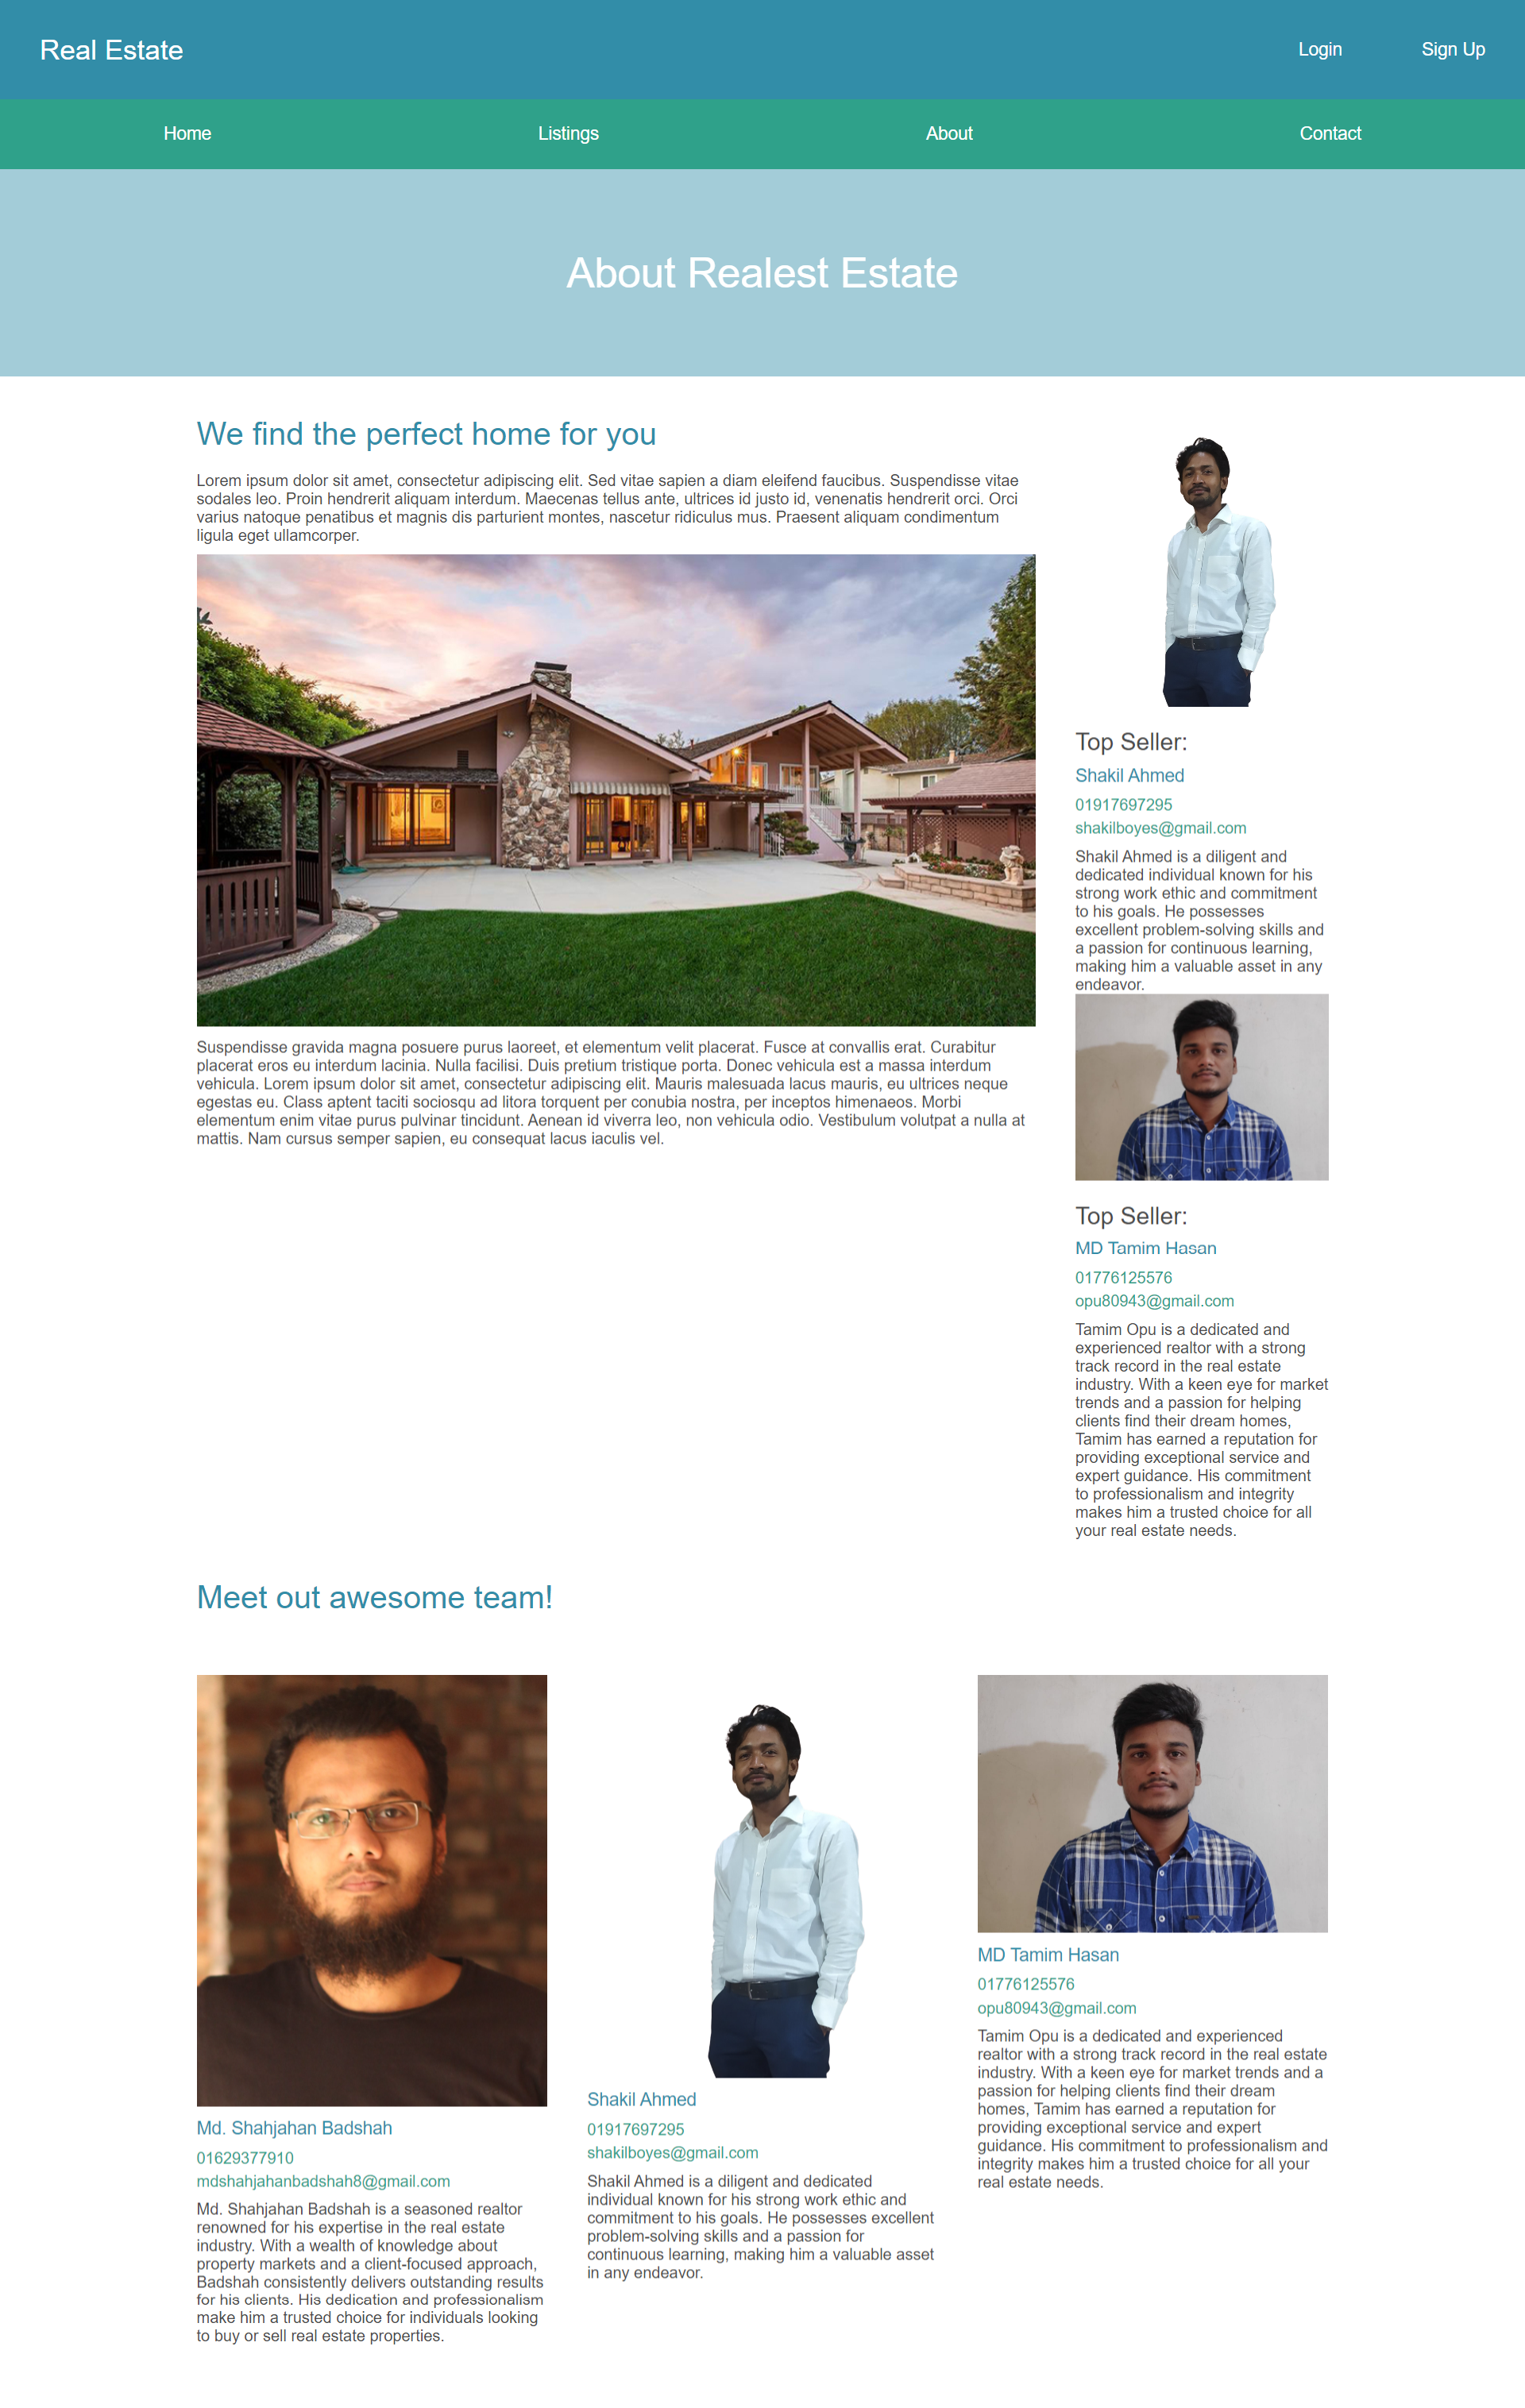 Real Estate
Login
Sign Up
Home
Listings
About
Contact
About Realest Estate
We find the perfect home for you
Lorem ipsum dolor sit amet, consectetur adipiscing elit. Sed vitae sapien a diam eleifend faucibus. Suspendisse vitae
sodales leo. Proin hendrerit aliquam interdum. Maecenas tellus ante, ultrices id justo id, venenatis hendrerit orci. Orci
varius natoque penatibus et magnis dis parturient montes, nascetur ridiculus mus. Praesent aliquam condimentum
ligula eget ullamcorper.
Suspendisse gravida magna posuere purus laoreet, et elementum velit placerat. Fusce at convallis erat. Curabitur
placerat eros eu interdum lacinia. Nulla facilisi. Duis pretium tristique porta. Donec vehicula est a massa interdum
vehicula. Lorem ipsum dolor sit amet, consectetur adipiscing elit. Mauris malesuada lacus mauris, eu ultrices neque
egestas eu. Class aptent taciti sociosqu ad litora torquent per conubia nostra, per inceptos himenaeos. Morbi
elementum enim vitae purus pulvinar tincidunt. Aenean id viverra leo, non vehicula odio. Vestibulum volutpat a nulla at
mattis. Nam cursus semper sapien, eu consequat lacus iaculis vel.
Top Seller:
Shakil Ahmed
01917697295
shakilboyes@gmail.com
Shakil Ahmed is a diligent and
dedicated individual known for his
strong work ethic and commitment
to his goals. He possesses
excellent problem-solving skills and
a passion for continuous learning,
making him a valuable asset in any
endeavor.
Top Seller:
MD Tamim Hasan
01776125576
opu80943@gmail.com
Tamim Opu is a dedicated and
experienced realtor with a strong
track record in the real estate
industry. With a keen eye for market
trends and a passion for helping
clients find their dream homes,
Tamim has earned a reputation for
providing exceptional service and
expert guidance. His commitment
to professionalism and integrity
makes him a trusted choice for all
your real estate needs.
Meet out awesome team!
Md. Shahjahan Badshah
01629377910
mdshahjahanbadshah8@gmail.com
Md. Shahjahan Badshah is a seasoned realtor
renowned for his expertise in the real estate
industry. With a wealth of knowledge about
property markets and a client-focused approach,
Badshah consistently delivers outstanding results
for his clients. His dedication and professionalism
make him a trusted choice for individuals looking
to buy or sell real estate properties.
Shakil Ahmed
01917697295
shakilboyes@gmail.com
Shakil Ahmed is a diligent and dedicated
individual known for his strong work ethic and
commitment to his goals. He possesses excellent
problem-solving skills and a passion for
continuous learning, making him a valuable asset
in any endeavor.
MD Tamim Hasan
01776125576
opu80943@gmail.com
Tamim Opu is a dedicated and experienced
realtor with a strong track record in the real estate
industry. With a keen eye for market trends and a
passion for helping clients find their dream
homes, Tamim has earned a reputation for
providing exceptional service and expert
guidance. His commitment to professionalism and
integrity makes him a trusted choice for all your
real estate needs.